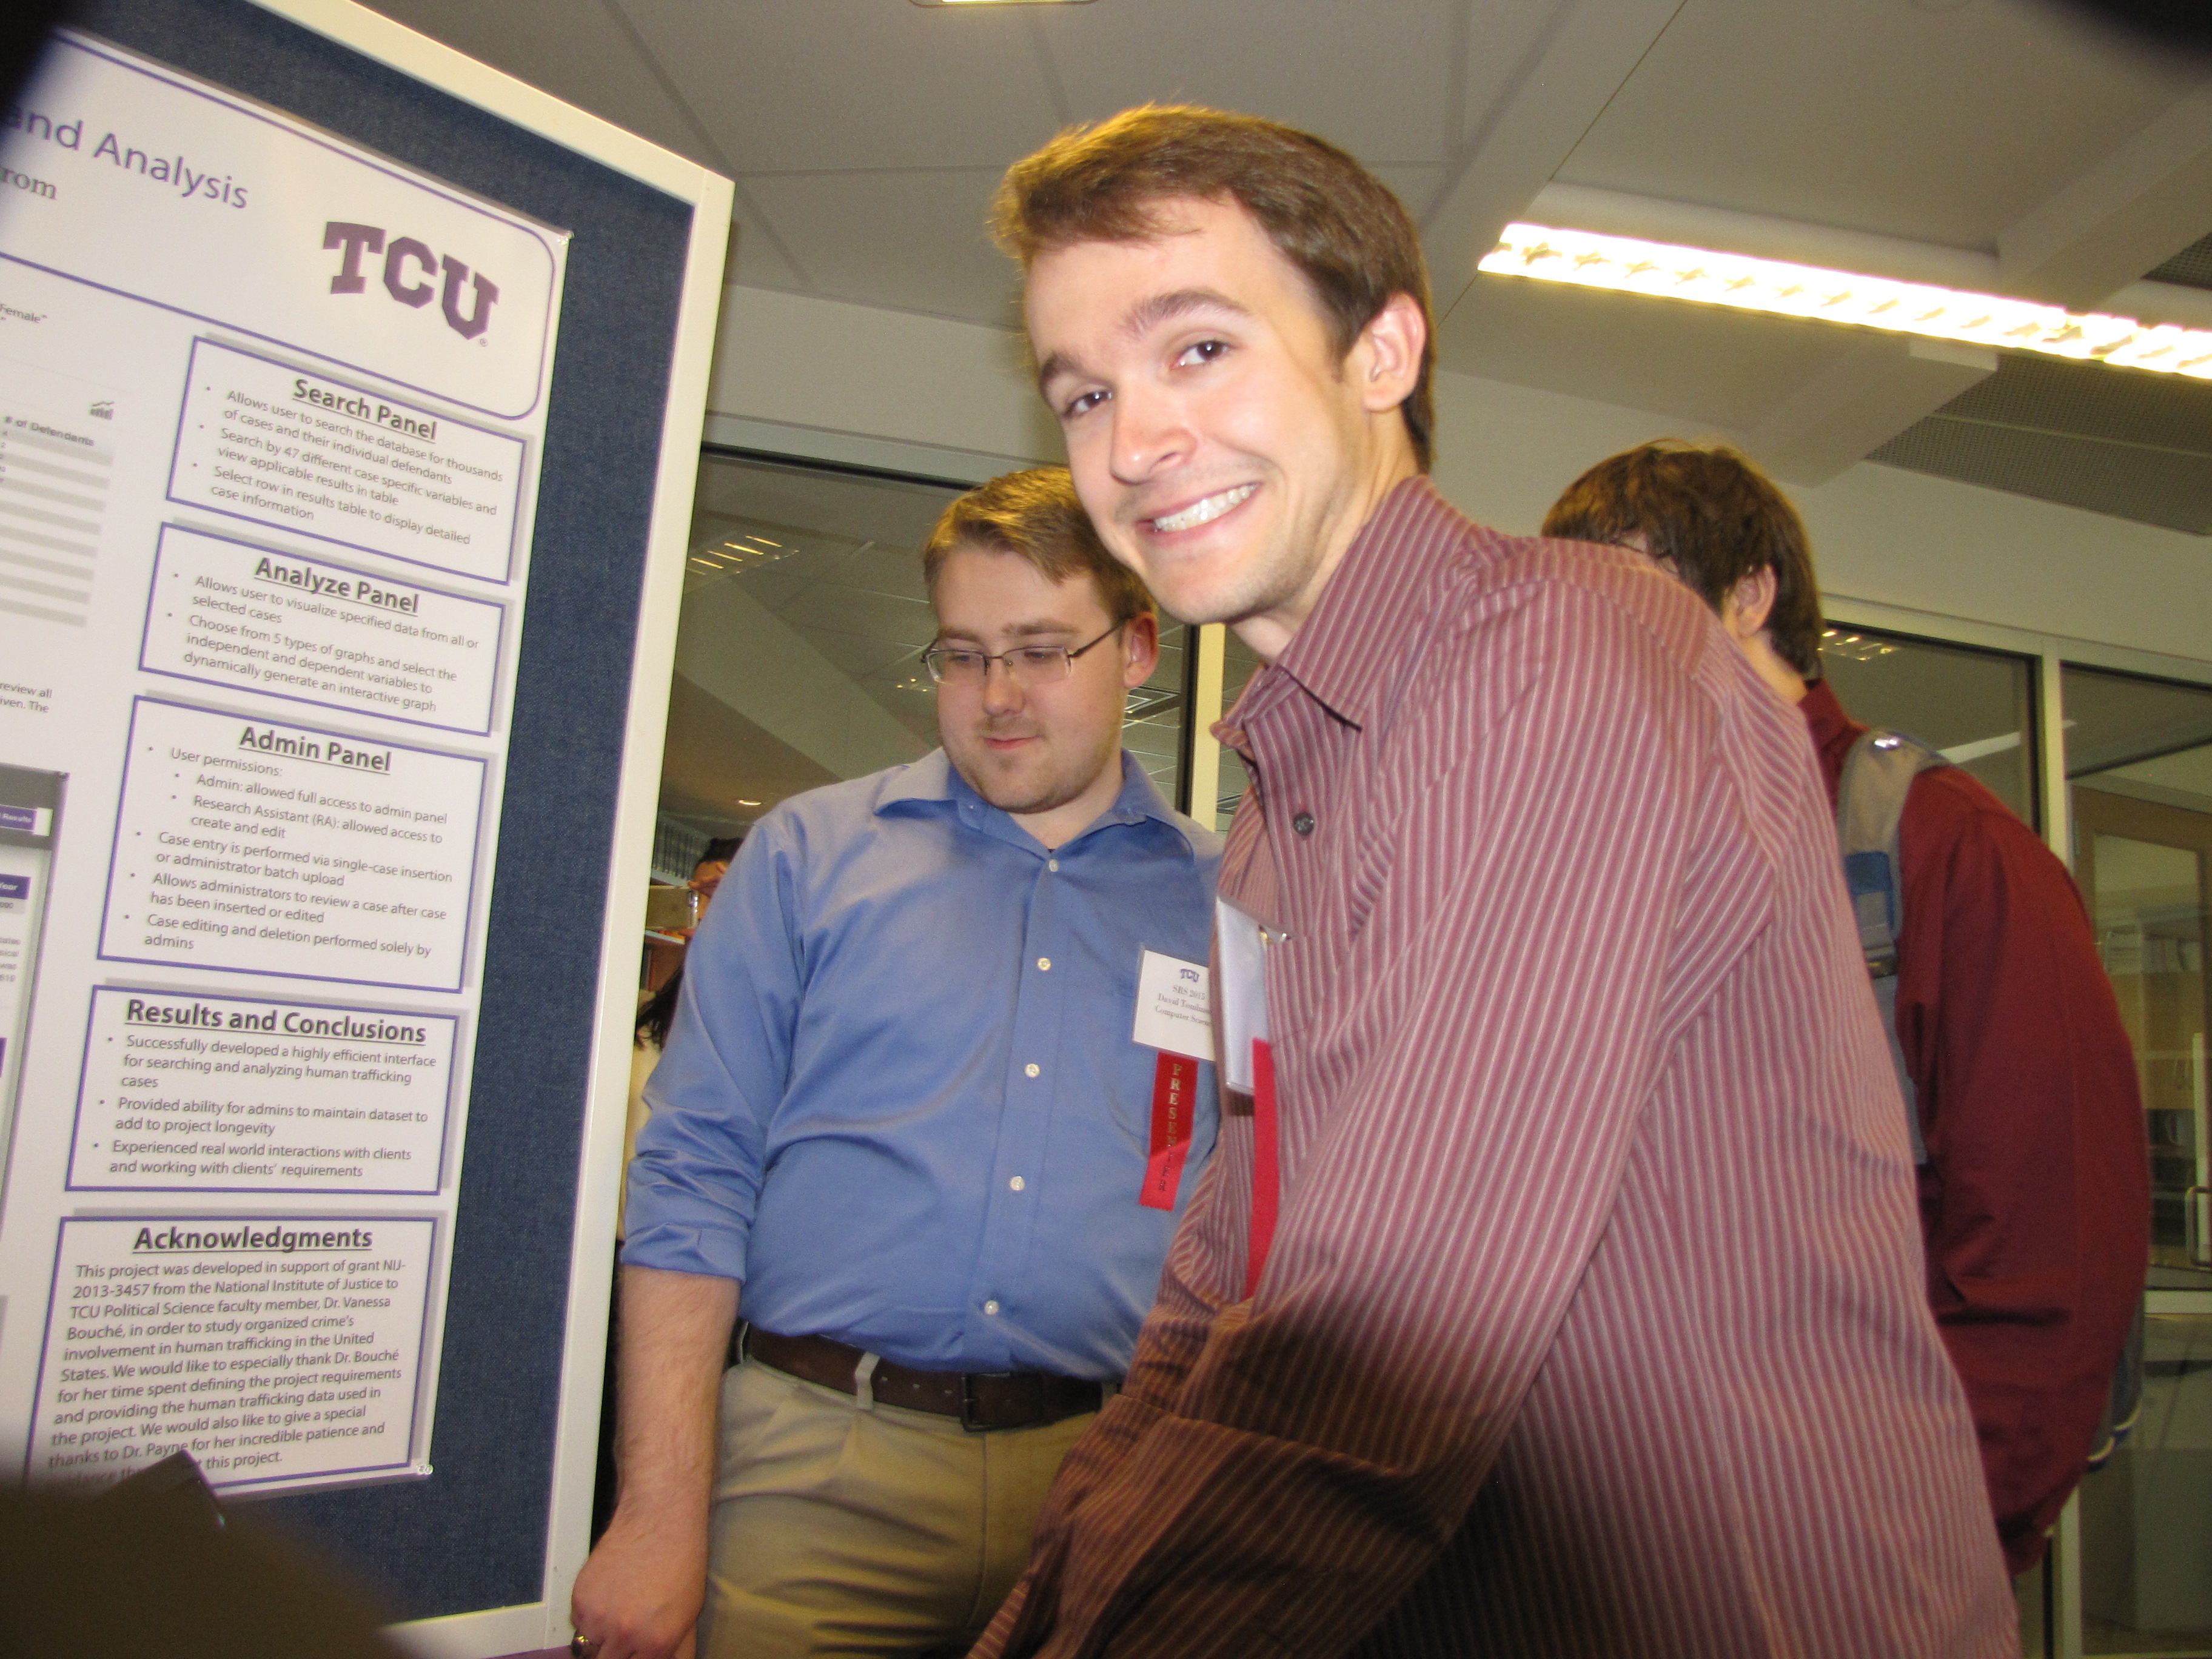 and Analysis
rom
TCU
Female"
# of Defendants
review all
iven. The
Results
Year
Search Panel
• Allows user to search the database for thousands
of cases and their individual defendants
• Search by 47 different case specific variables and
view applicable results in table
• Select row in results table to display detailed
case information
Analyze Panel
• Allows user to visualize specified data from all or
selected cases
• Choose from 5 types of graphs and select the
independent and dependent variables to
dynamically generate an interactive graph
Admin Panel
• User permissions:
• Admin: allowed full access to admin panel
• Research Assistant (RA): allowed access to
create and edit
• Case entry is performed via single-case insertion
or administrator batch upload
• Allows administrators to review a case after case
has been inserted or edited
• Case editing and deletion performed solely by
admins
Results and Conclusions
• Successfully developed a highly efficient interface
for searching and analyzing human trafficking
cases
• Provided ability for admins to maintain dataset to
add to project longevity
• Experienced real world interactions with clients
and working with clients' requirements
Acknowledgments
This project was developed in support of grant NIJ-
2013-3457 from the National Institute of Justice to
TCU Political Science faculty member, Dr. Vanessa
Bouché, in order to study organized crime's
involvement in human trafficking in the United
States. We would like to especially thank Dr. Bouché
for her time spent defining the project requirements
and providing the human trafficking data used in
the project. We would also like to give a special
thanks to Dr. Payne for her incredible patience and
this project.
TCU
SRS 2015
David
Computer
PRESENTER